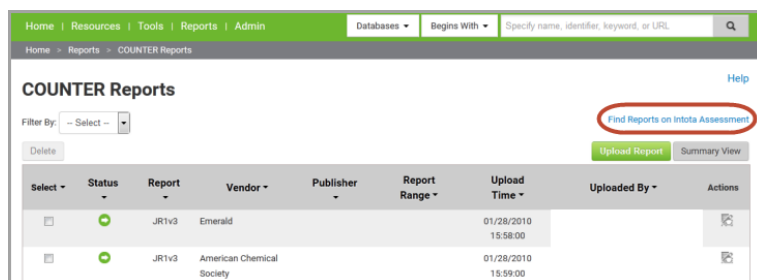 Home | Resources | Tools | Reports | Admin Databases Begins With Specify name, identifier, keyword, or URL
Home > Reports > COUNTER Reports
Help
COUNTER Reports
Filter By: -- Select -- Find Reports on Intota Assessment
Delete Upload Report Summary View
Select Status Report Vendor Publisher Report Range Upload Time Uploaded By Actions
JR1v3 Emerald 01/28/2010
15:58:00
JR1v3 American Chemical 01/28/2010
Society 15:59:00